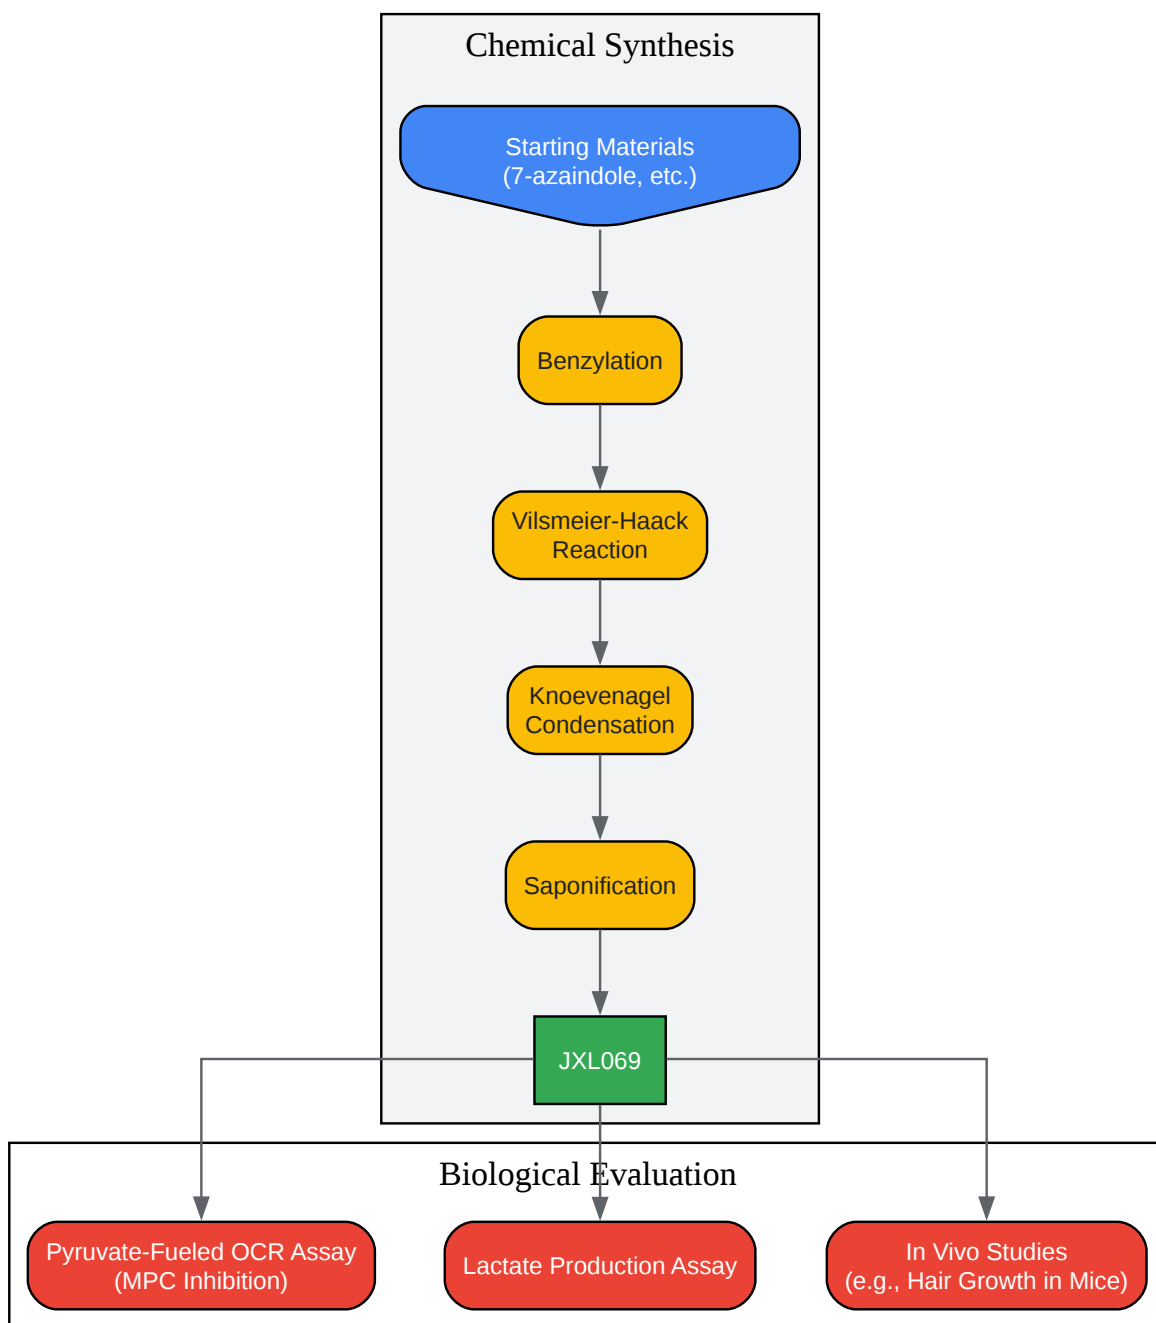 Chemical Synthesis
Starting Materials
(7-azaindole, etc.)
Benzylation
Vilsmeier-Haack
Reaction
Knoevenagel
Condensation
Saponification
JXL069
Biological Evaluation
Pyruvate-Fueled OCR Assay
(MPC Inhibition)
Lactate Production Assay
In Vivo Studies
(e.g., Hair Growth in Mice)